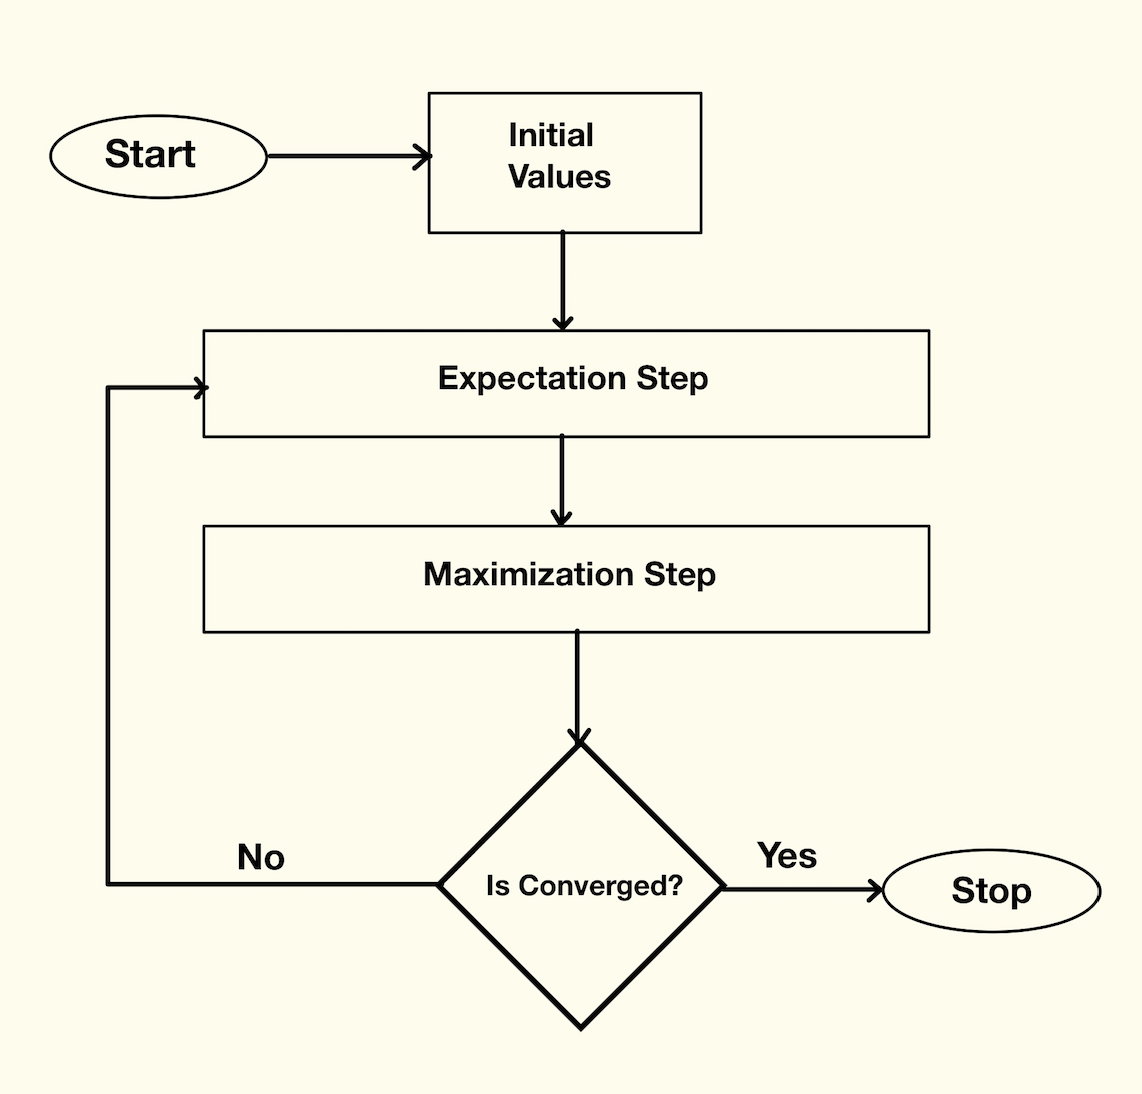 Start
Initial
Values
Expectation Step
Maximization Step
Is Converged?
No
Yes
Stop